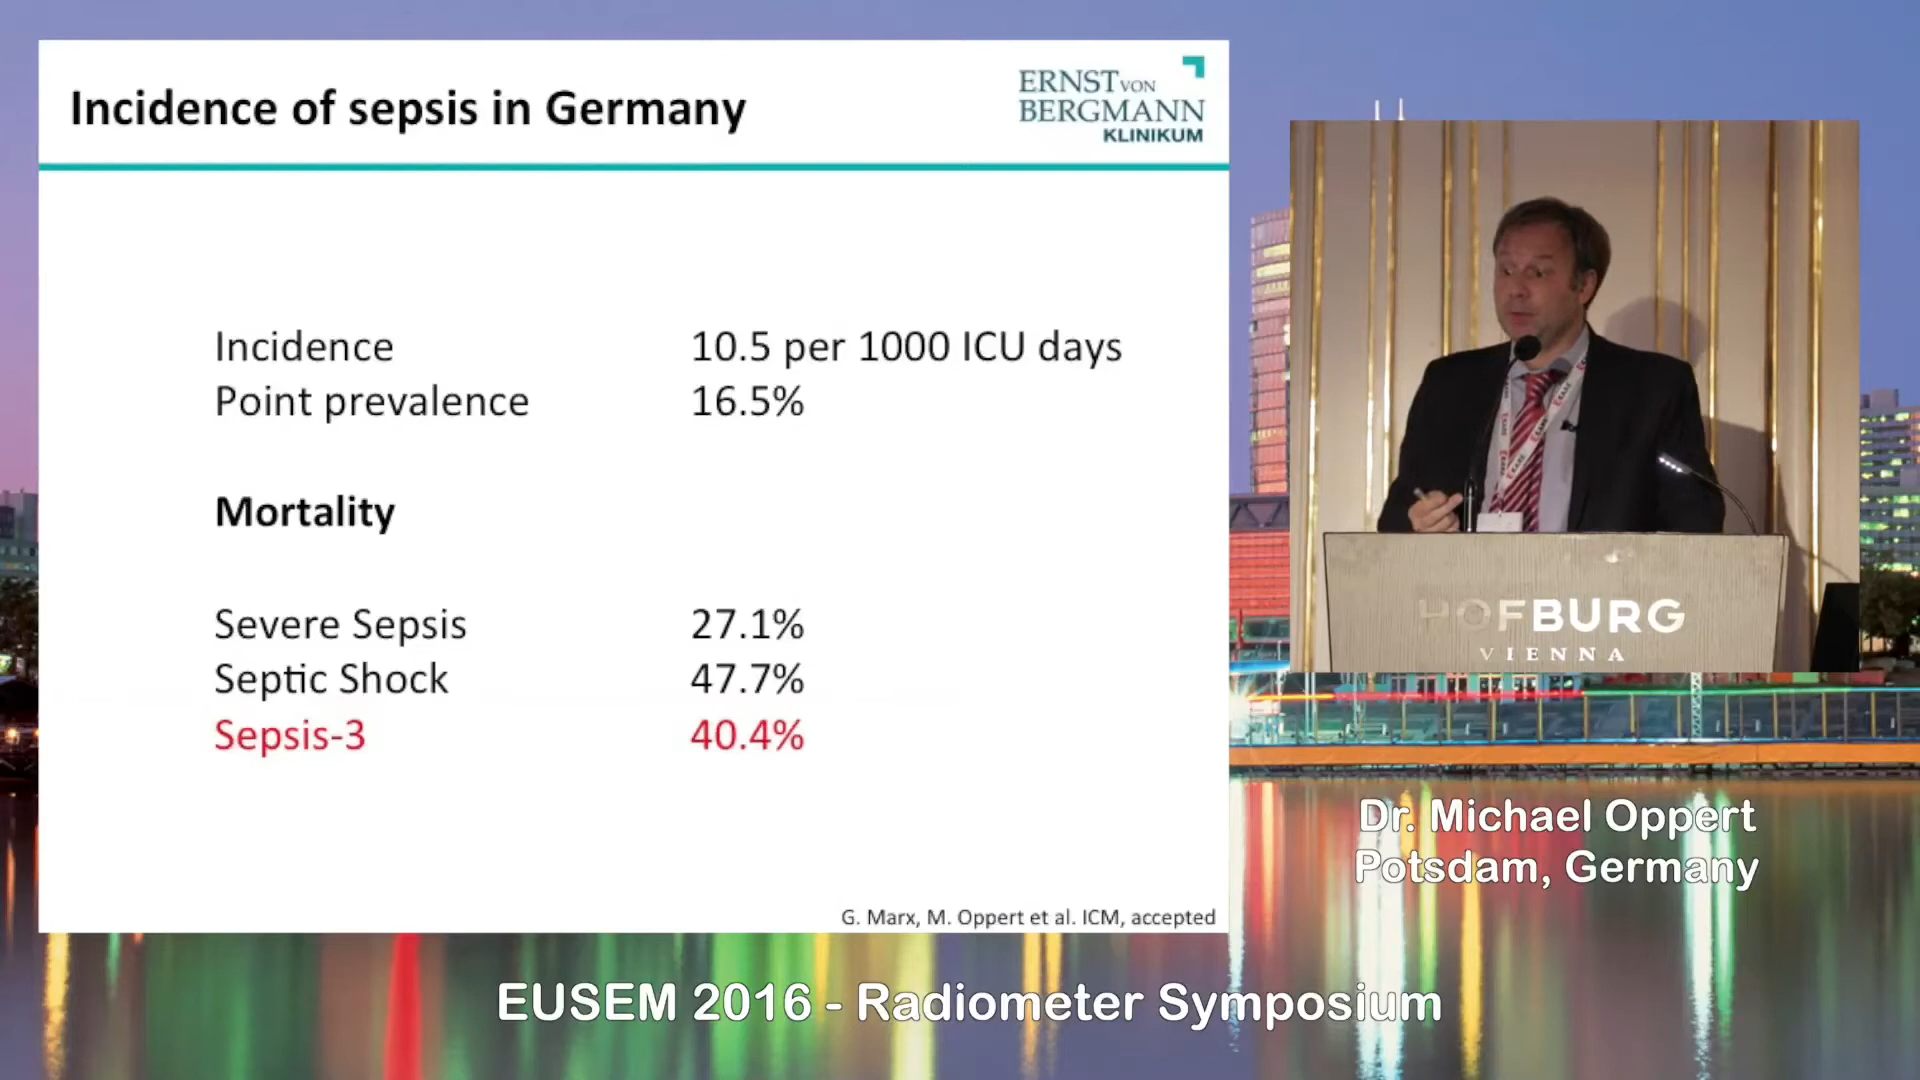 Incidence of sepsis in Germany
ERNST VON
BERGMANN
KLINIKUM
Incidence 10.5 per 1000 ICU days
Point prevalence 16.5%
Mortality
Severe Sepsis 27.1%
Septic Shock 47.7%
Sepsis-3 40.4%
G. Marx, M. Oppert et al. ICM, accepted
HOFBURG
VIENNA
Dr. Michael Oppert
Potsdam, Germany
EUSEM 2016 - Radiometer Symposium